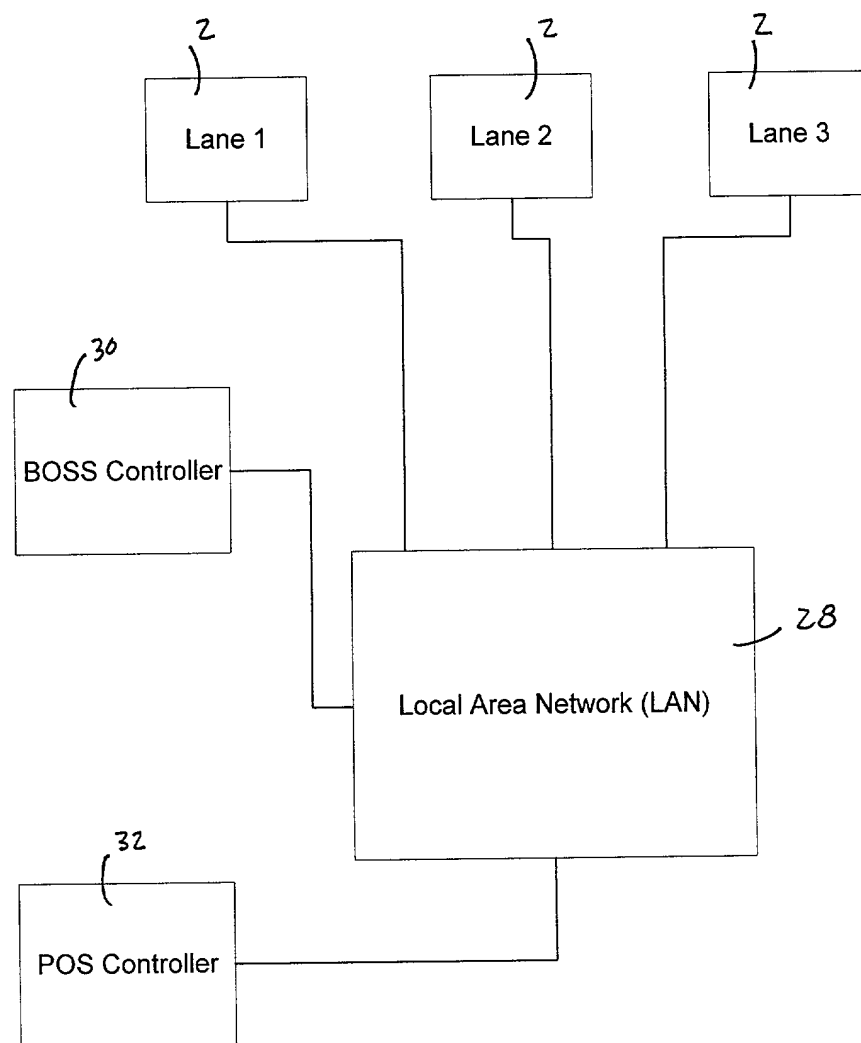 2
2
2
Lane 1
Lane 2
Lane 3
30
BOSS Controller
28
Local Area Network (LAN)
32
POS Controller